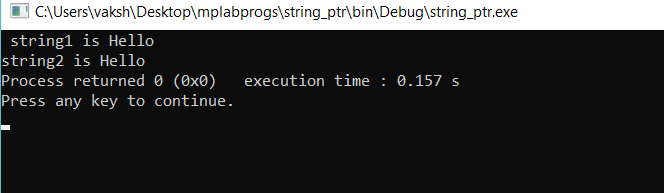 C:\Users\vaksh\Desktop\mplabprogs\string_ptr\bin\Debug\string_ptr.exe
string1 is Hello
string2 is Hello
Process returned 0 (0x0)   execution time : 0.157 s
Press any key to continue.